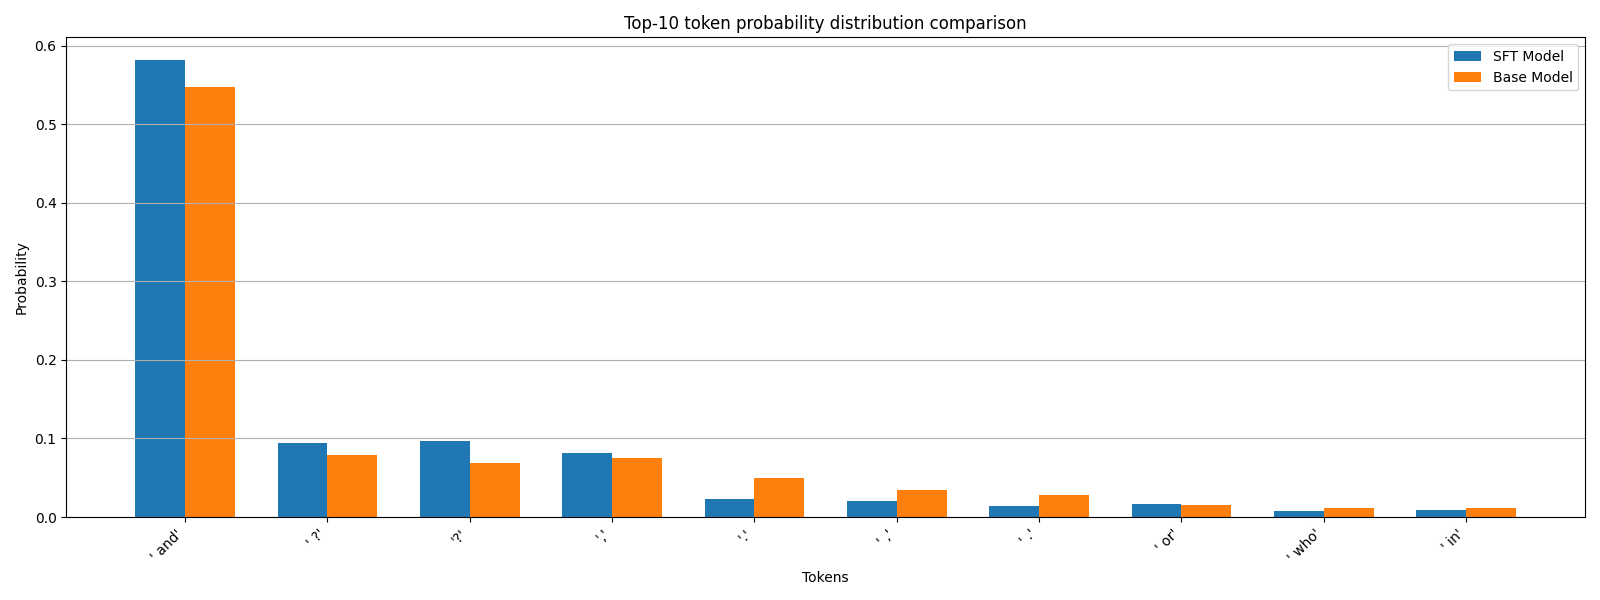 Top-10 token probability distribution comparison
SFT Model
Base Model
Probability
0.6
0.5
0.4
0.3
0.2
0.1
0.0
' and'
' ?'
'?'
','
'.'
' ,'
' .'
' or'
' who'
' in'
Tokens